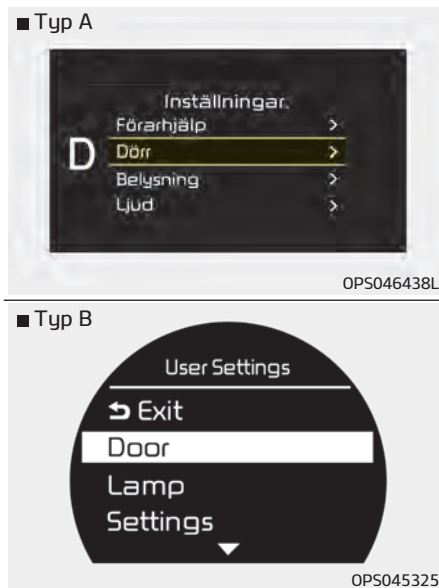 ■ Typ A
Inställningar.
Förarhjälp >
D
Dörr >
Belysning >
Ljud >
OPS046438L
■ Typ B
User Settings
⮌ Exit
Door
Lamp
Settings
▼
OPS045325